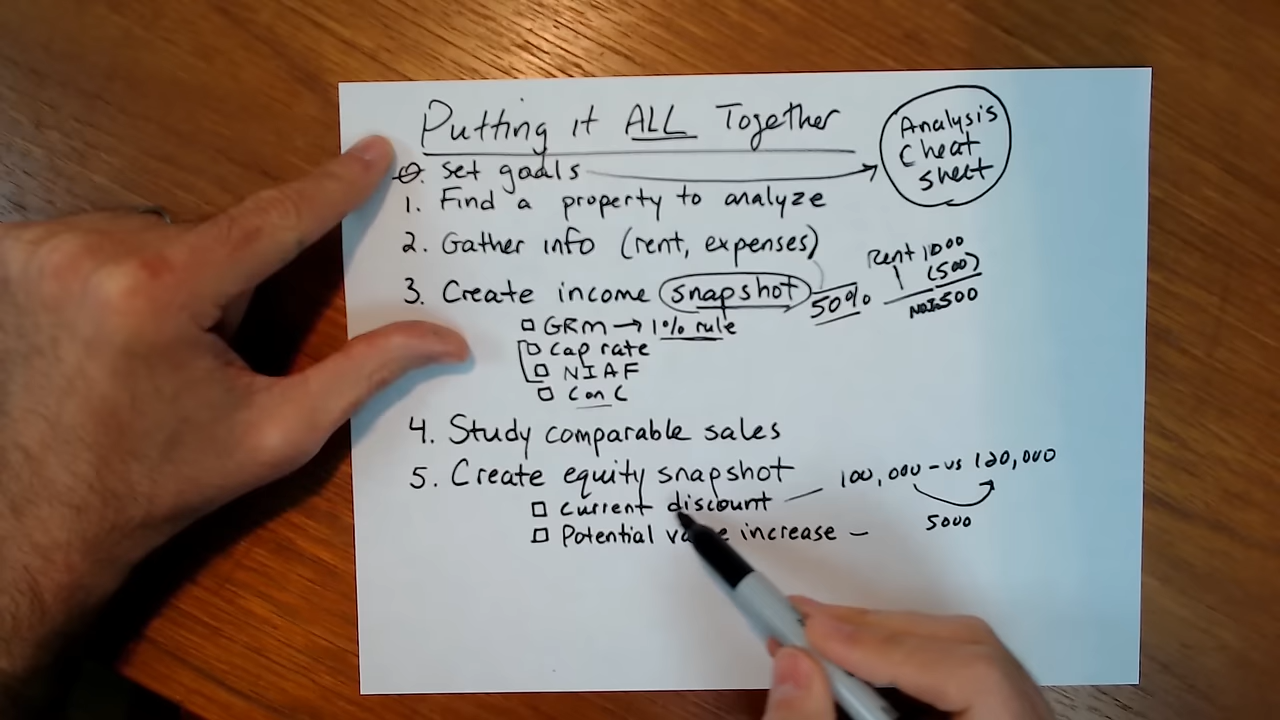 Putting it ALL Together
0. Set goals
Analysis
Cheat
Sheet
1. Find a property to analyze
2. Gather info (rent, expenses)
Rent 1000
(500)
NOI 500
3. Create income snapshot 50%
GRM → 1% rule
Cap rate
NIAF
C on C
4. Study comparable sales
5. Create equity snapshot
Current discount — 100,000 - vs 120,000
5000
Potential value increase —